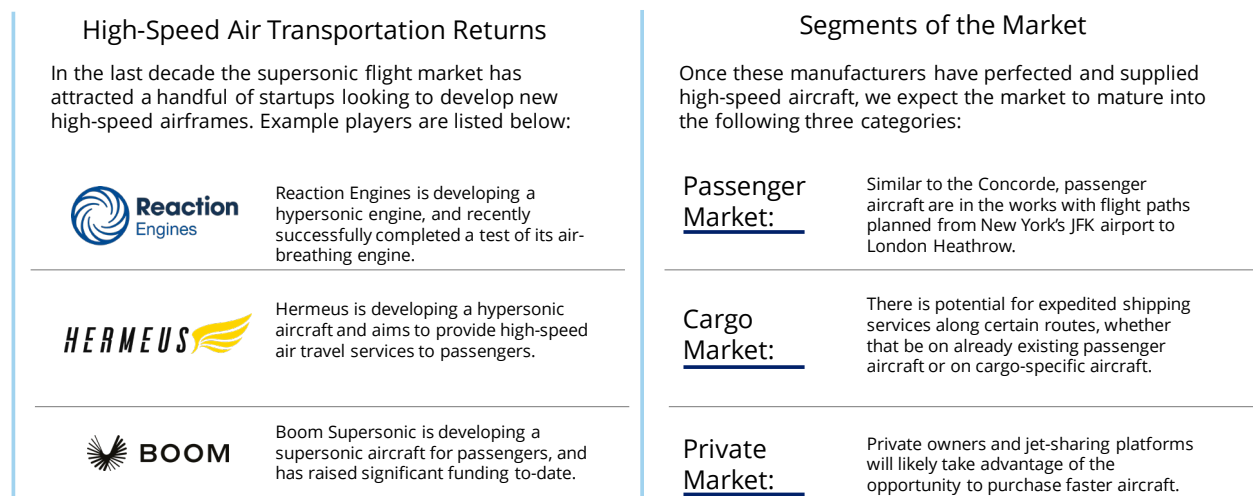 High-Speed Air Transportation Returns
In the last decade the supersonic flight market has
attracted a handful of startups looking to develop new
high-speed airframes. Example players are listed below:
Reaction
Engines
Reaction Engines is developing a
hypersonic engine, and recently
successfully completed a test of its air-
breathing engine.
HERMEUS
Hermeus is developing a hypersonic
aircraft and aims to provide high-speed
air travel services to passengers.
BOOM
Boom Supersonic is developing a
supersonic aircraft for passengers, and
has raised significant funding to-date.
Segments of the Market
Once these manufacturers have perfected and supplied
high-speed aircraft, we expect the market to mature into
the following three categories:
Passenger
Market:
Similar to the Concorde, passenger
aircraft are in the works with flight paths
planned from New York's JFK airport to
London Heathrow.
Cargo
Market:
There is potential for expedited shipping
services along certain routes, whether
that be on already existing passenger
aircraft or on cargo-specific aircraft.
Private
Market:
Private owners and jet-sharing platforms
will likely take advantage of the
opportunity to purchase faster aircraft.